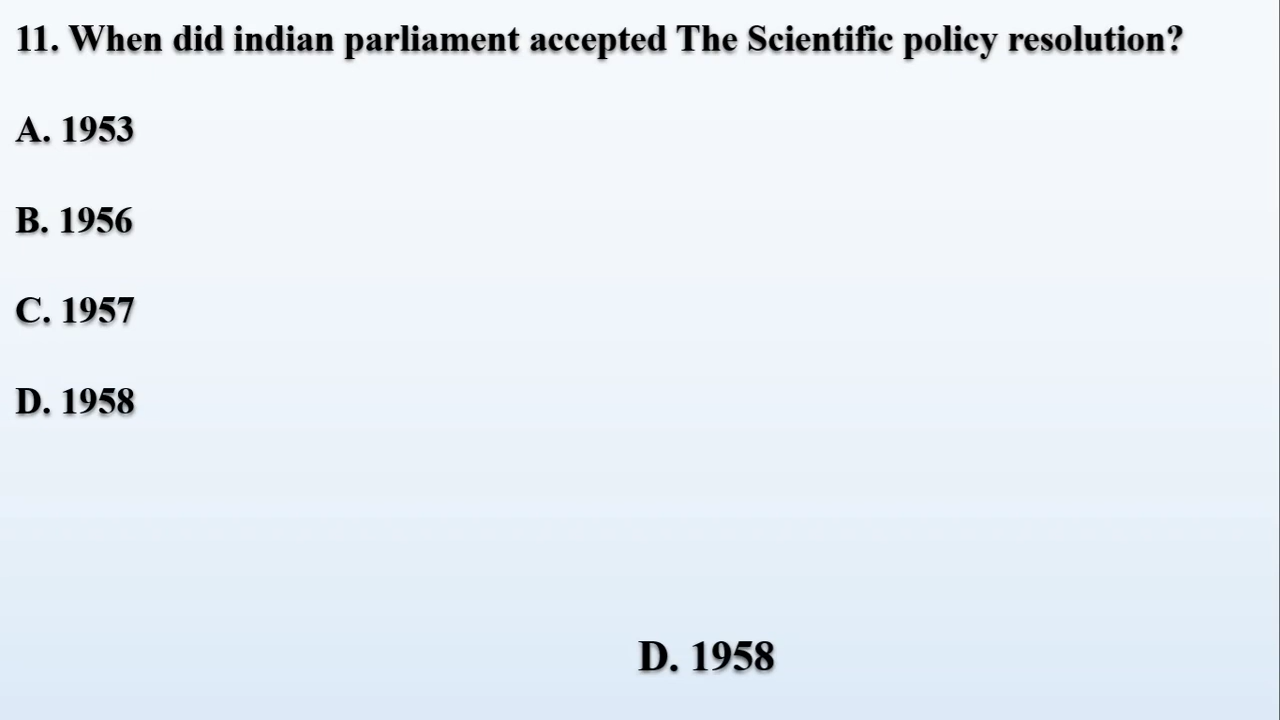 11. When did indian parliament accepted The Scientific policy resolution?
A. 1953
B. 1956
C. 1957
D. 1958
D. 1958